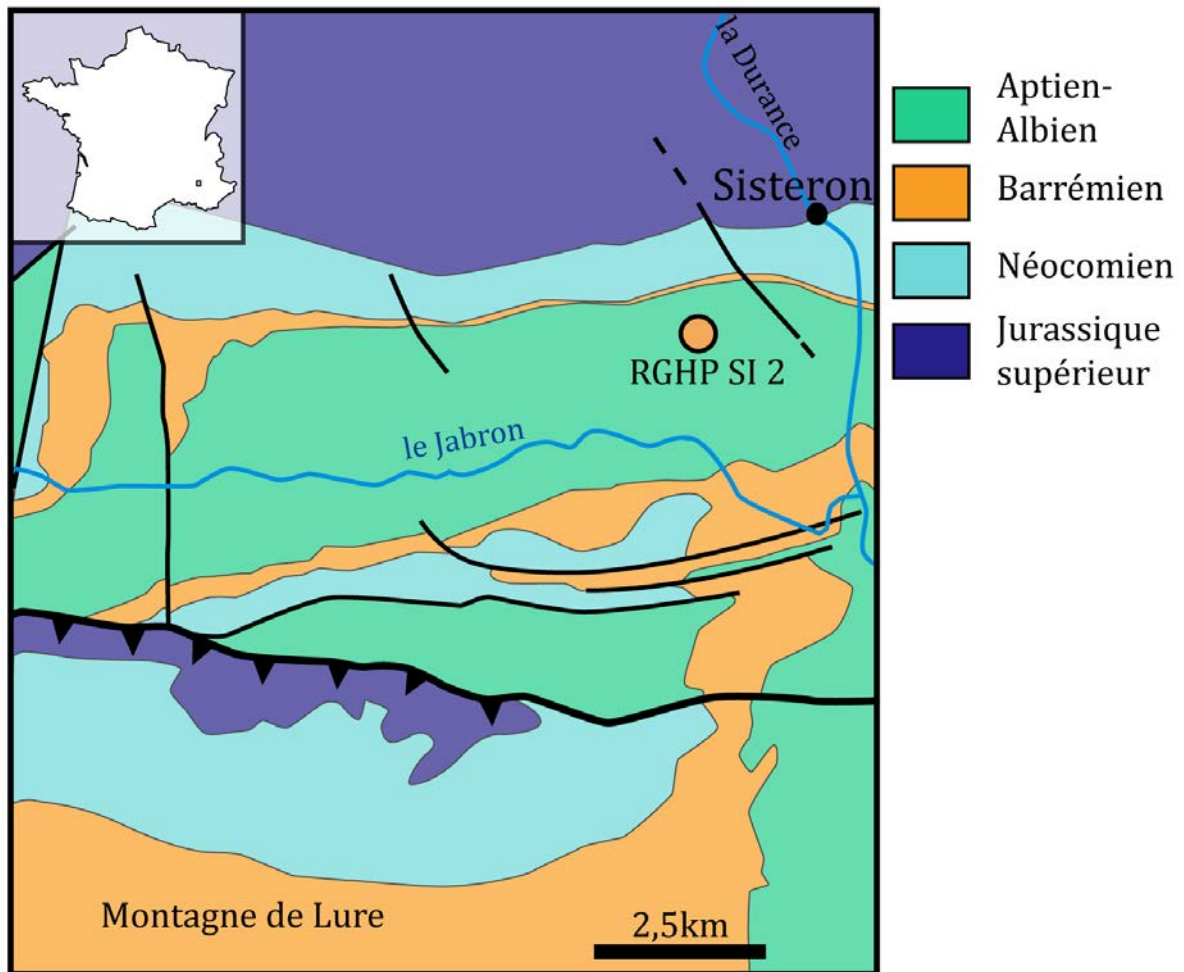 la Durance
Sisteron
RGHP SI 2
le Jabron
Montagne de Lure
2,5km
Aptien-
Albien
Barrémien
Néocomien
Jurassique
supérieur